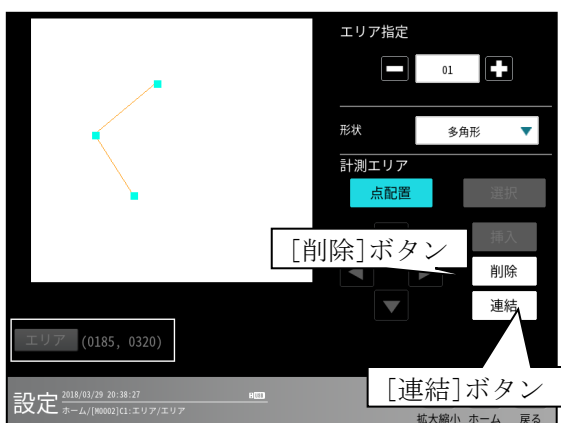 エリア指定
01
形状
多角形
計測エリア
点配置
選択
挿入
[削除]ボタン
削除
連結
エリア
(0185, 0320)
[連結]ボタン
設定
2018/03/29 20:38:27
ホーム/[M0002]C1:エリア/エリア
拡大縮小 ホーム 戻る